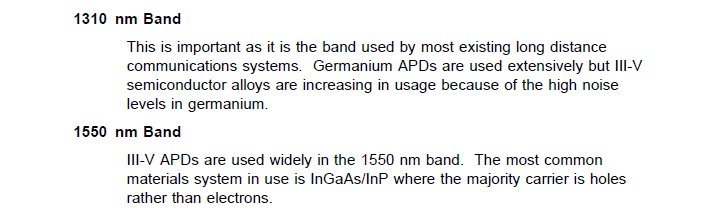 1310 nm Band
This is important as it is the band used by most existing long distance
communications systems. Germanium APDs are used extensively but III-V
semiconductor alloys are increasing in usage because of the high noise
levels in germanium.
1550 nm Band
III-V APDs are used widely in the 1550 nm band. The most common
materials system in use is InGaAs/InP where the majority carrier is holes
rather than electrons.